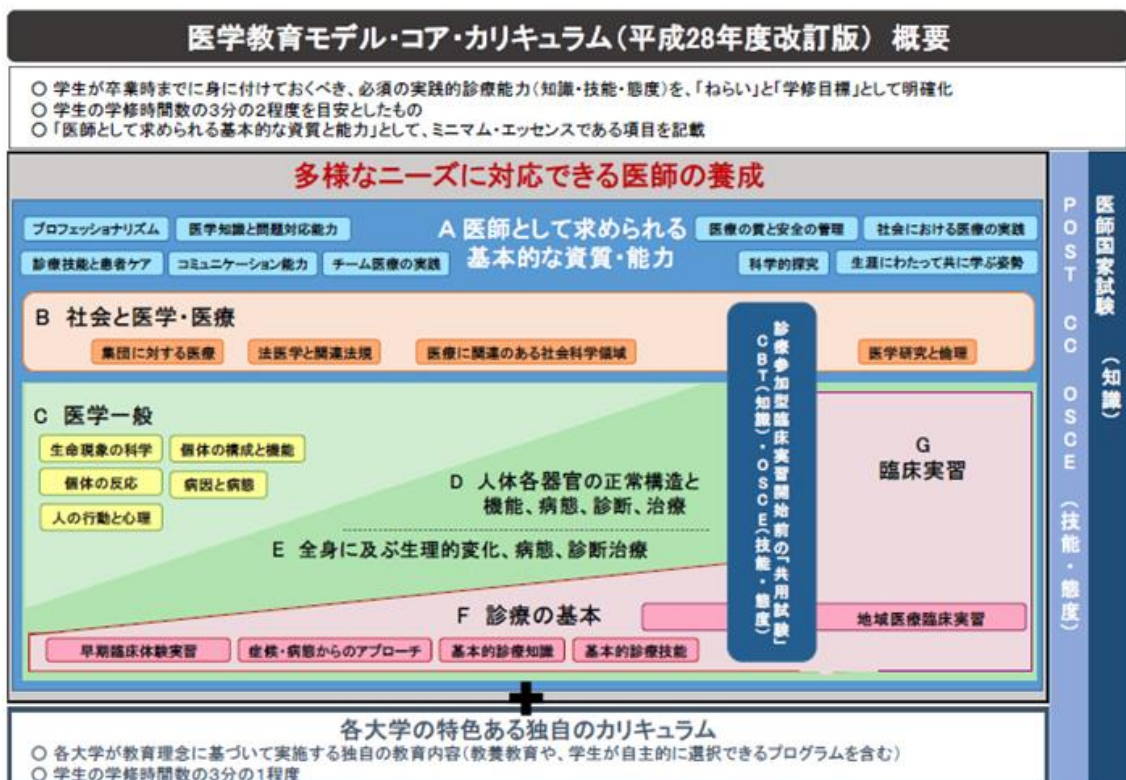 医学教育モデル・コア・カリキュラム(平成28年度改訂版) 概要
○ 学生が卒業時までに身に付けておくべき、必須の実践的診療能力(知識・技能・態度)を、「ねらい」と「学修目標」として明確化
○ 学生の学修時間数の3分の2程度を目安としたもの
○ 「医師として求められる基本的な資質と能力」として、ミニマム・エッセンスである項目を記載
多様なニーズに対応できる医師の養成
A 医師として求められる
基本的な資質・能力
プロフェッショナリズム
医学知識と問題対応能力
診療技能と患者ケア
コミュニケーション能力
チーム医療の実践
医療の質と安全の管理
社会における医療の実践
科学的探究
生涯にわたって共に学ぶ姿勢
B 社会と医学・医療
集団に対する医療
法医学と関連法規
医療に関連のある社会科学領域
医学研究と倫理
C 医学一般
生命現象の科学
個体の構成と機能
個体の反応
病因と病態
人の行動と心理
D 人体各器官の正常構造と
機能、病態、診断、治療
E 全身に及ぶ生理的変化、病態、診断治療
F 診療の基本
早期臨床体験実習
症候・病態からのアプローチ
基本的診療知識
基本的診療技能
診療参加型臨床実習開始前の「共用試験」
CBT(知識)・OSCE(技能・態度)
G
臨床実習
地域医療臨床実習
POST CC OSCE (技能・態度)
医師国家試験 (知識)
+
各大学の特色ある独自のカリキュラム
○ 各大学が教育理念に基づいて実施する独自の教育内容(教養教育や、学生が自主的に選択できるプログラムを含む)
○ 学生の学修時間数の3分の1程度